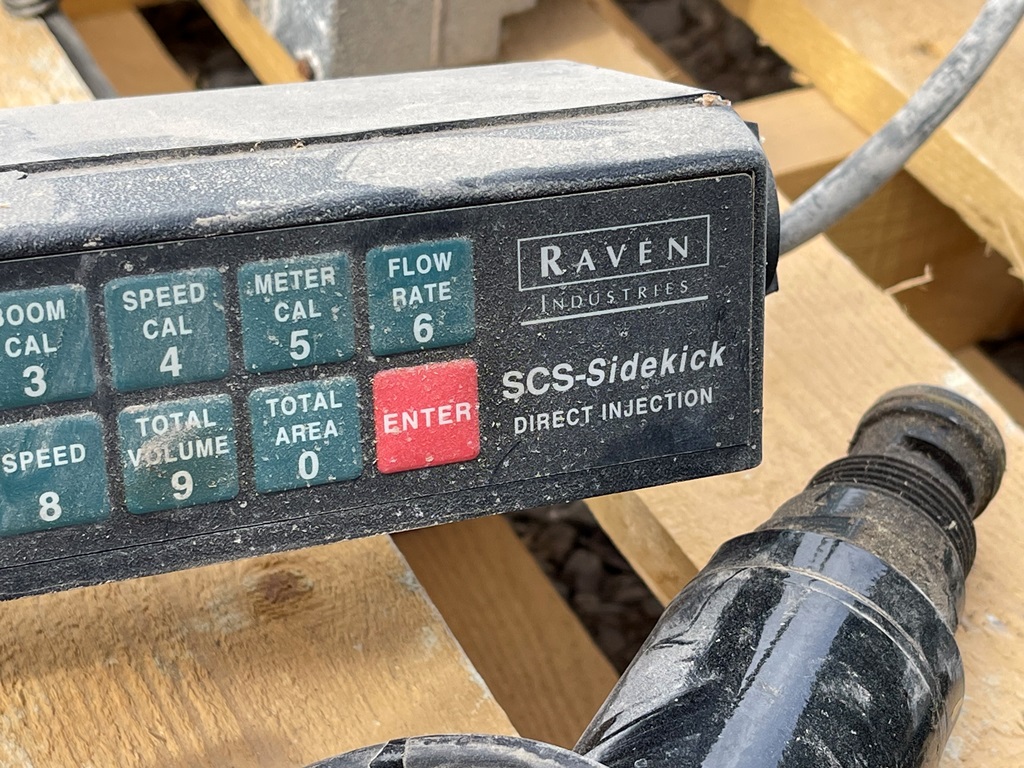 CAL
3
SPEED
CAL
4
METER
CAL
5
FLOW
RATE
6
SPEED
8
TOTAL
VOLUME
9
TOTAL
AREA
0
ENTER
RAVEN
INDUSTRIES
SCS-Sidekick
DIRECT INJECTION